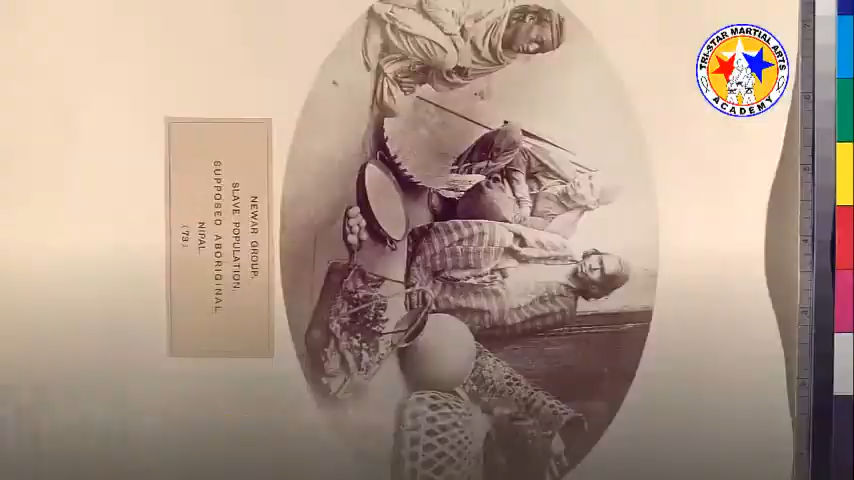 NEWAR GROUP.
SLAVE POPULATION.
SUPPOSED ABORIGINAL.
NIPAL.
(73)
TRI-STAR MARTIAL ARTS
ACADEMY